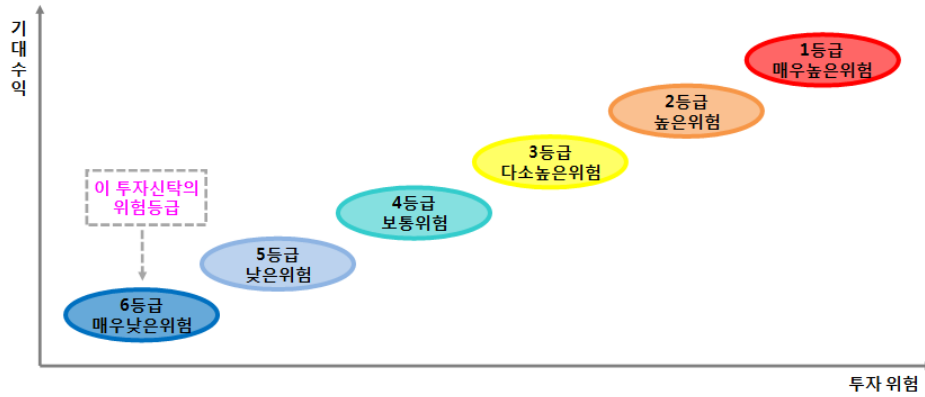 기대수익
1등급
매우높은위험
2등급
높은위험
3등급
다소높은위험
이 투자신탁의
위험등급
4등급
보통위험
5등급
낮은위험
6등급
매우낮은위험
투자 위험